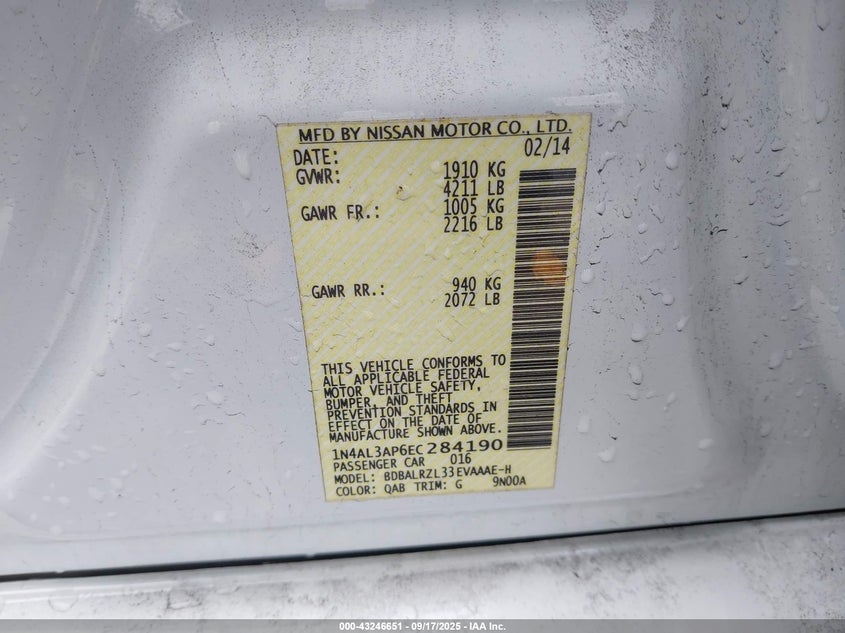 MFD BY NISSAN MOTOR CO., LTD.
DATE: 02/14
GVWR: 1910 KG
4211 LB
GAWR FR.: 1005 KG
2216 LB
GAWR RR.: 940 KG
2072 LB
THIS VEHICLE CONFORMS TO
ALL APPLICABLE FEDERAL
MOTOR VEHICLE SAFETY,
BUMPER, AND THEFT
PREVENTION STANDARDS IN
EFFECT ON THE DATE OF
MANUFACTURE SHOWN ABOVE.
1N4AL3AP6EC284190
PASSENGER CAR 016
MODEL: BDBALRZL33EVAAAE-H
COLOR: QAB TRIM: G 9N00A
000-43246651 - 09/17/2025 - IAA Inc.